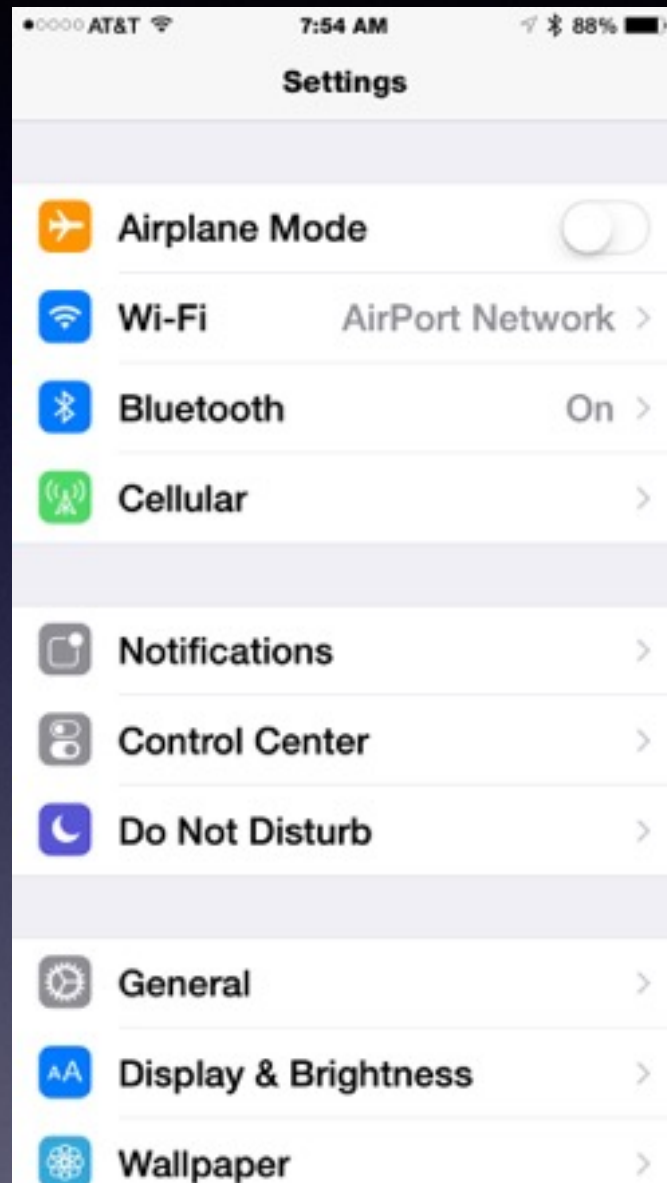 AT&T 7:54 AM 88%
Settings
Airplane Mode
Wi-Fi AirPort Network
Bluetooth On
Cellular
Notifications
Control Center
Do Not Disturb
General
AA Display & Brightness
Wallpaper